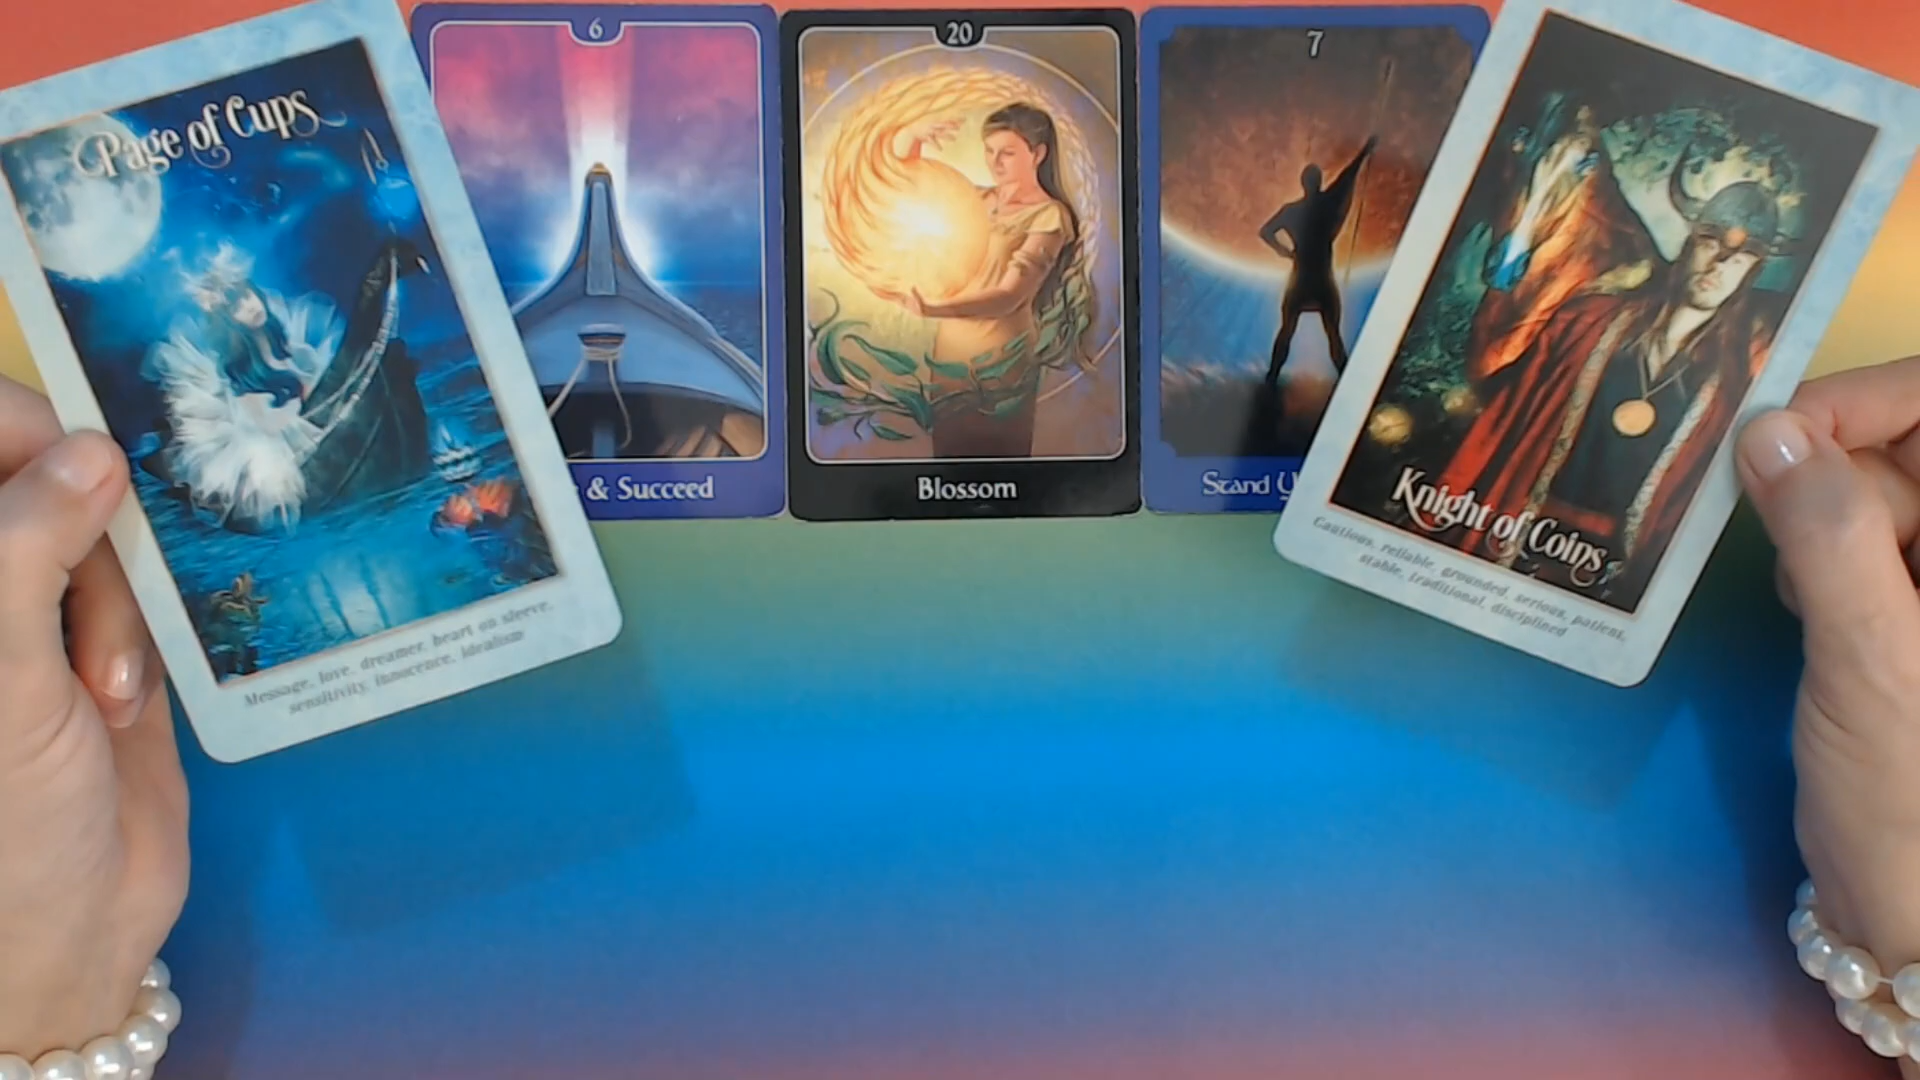 Page of Cups
Message, love, dreamer, heart on sleeve,
sensitivity, innocence, idealism
6
& Succeed
20
Blossom
7
Stand
Knight of Coins
Cautious, reliable, grounded, serious, patient,
stable, traditional, disciplined